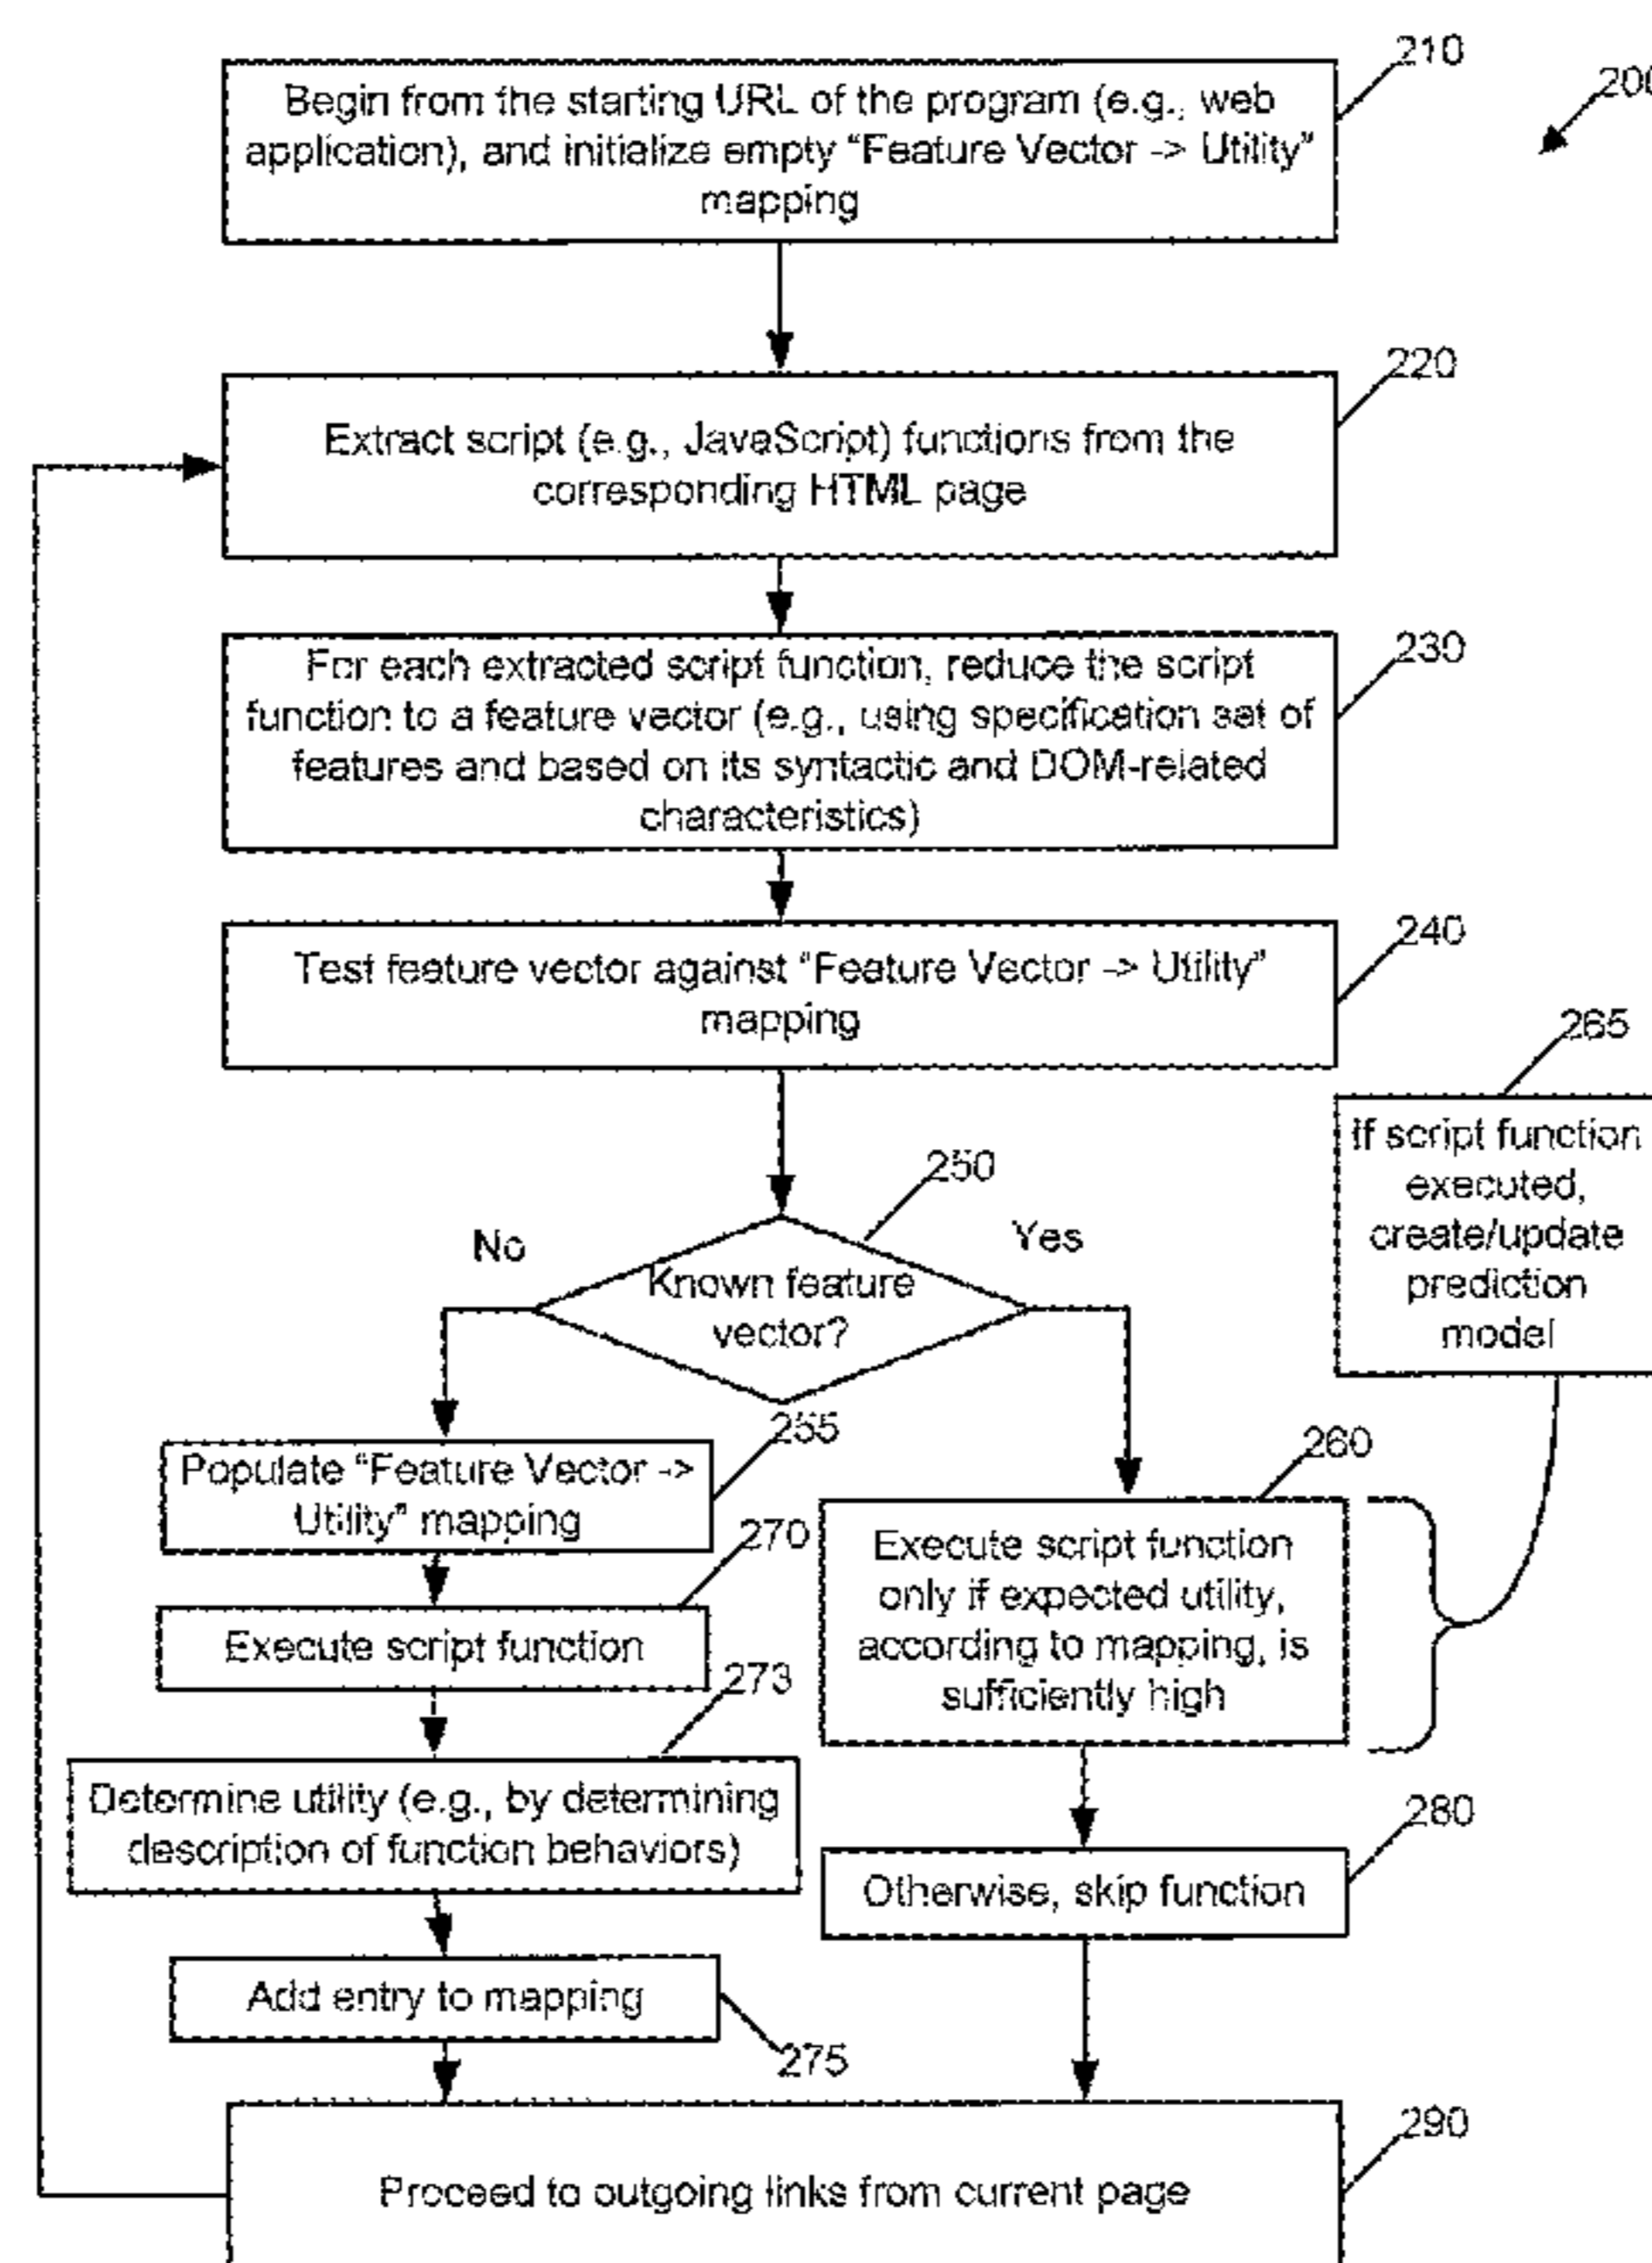 210
200
Begin from the starting URL of the program (e.g., web
application), and initialize empty “Feature Vector -> Utility”
mapping
220
Extract script (e.g., JavaScript) functions from the
corresponding HTML page
230
For each extracted script function, reduce the script
function to a feature vector (e.g., using specification set of
features and based on its syntactic and DOM-related
characteristics)
240
Test feature vector against “Feature Vector -> Utility”
mapping
265
If script function
executed,
create/update
prediction
model
250
No
Yes
Known feature
vector?
255
Populate “Feature Vector ->
Utility” mapping
260
Execute script function
only if expected utility,
according to mapping, is
sufficiently high
270
Execute script function
273
Determine utility (e.g., by determining
description of function behaviors)
280
Otherwise, skip function
Add entry to mapping
275
290
Proceed to outgoing links from current page